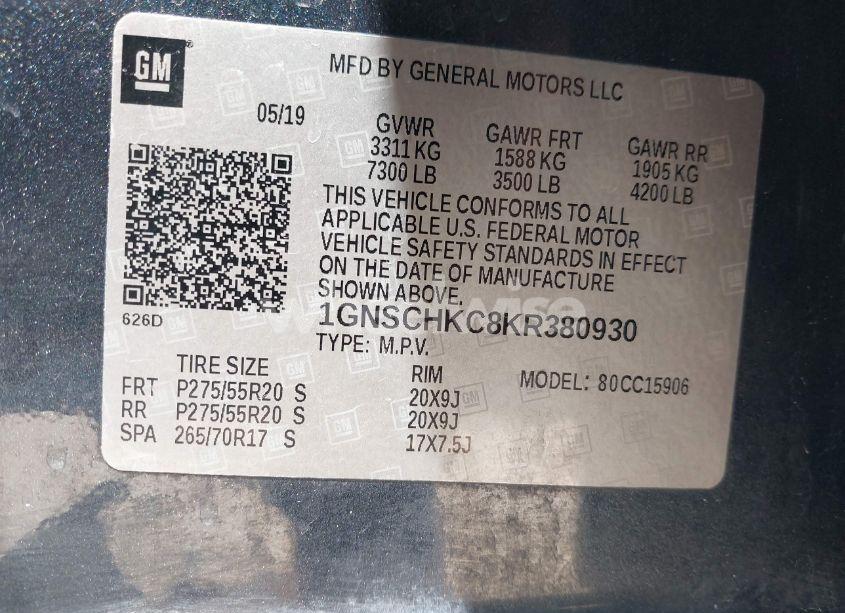 GM
MFD BY GENERAL MOTORS LLC
05/19
GVWR
3311 KG
7300 LB
GAWR FRT
1588 KG
3500 LB
GAWR RR
1905 KG
4200 LB
THIS VEHICLE CONFORMS TO ALL
APPLICABLE U.S. FEDERAL MOTOR
VEHICLE SAFETY STANDARDS IN EFFECT
ON THE DATE OF MANUFACTURE
SHOWN ABOVE.
1GNSCHKC8KR380930
626D
TYPE: M.P.V.
TIRE SIZE
RIM
MODEL: 80CC15906
FRT P275/55R20 S 20X9J
RR P275/55R20 S 20X9J
SPA 265/70R17 S 17X7.5J